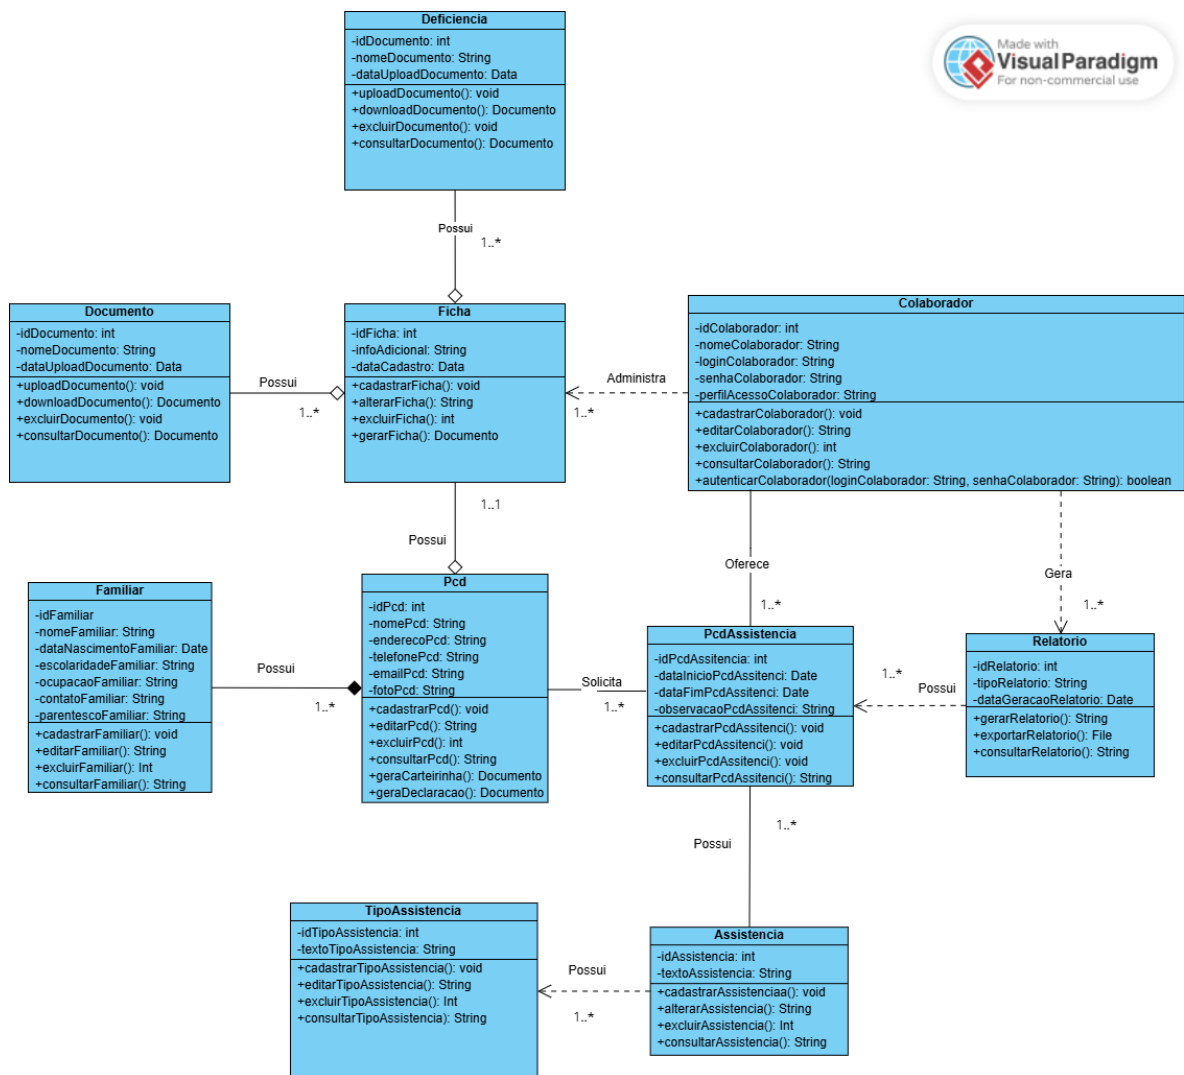 Deficiencia
-idDocumento: int
-nomeDocumento: String
-dataUploadDocumento: Data
+uploadDocumento(): void
+downloadDocumento(): Documento
+excluirDocumento(): void
+consultarDocumento(): Documento
Made with
VisualParadigm
For non-commercial use
Possui
1..*
Documento
-idDocumento: int
-nomeDocumento: String
-dataUploadDocumento: Data
+uploadDocumento(): void
+downloadDocumento(): Documento
+excluirDocumento(): void
+consultarDocumento(): Documento
Possui
1..*
Ficha
-idFicha: int
-infoAdicional: String
-dataCadastro: Data
+cadastrarFicha(): void
+alterarFicha(): String
+excluirFicha(): int
+gerarFicha(): Documento
Administra
1..*
Colaborador
-idColaborador: int
-nomeColaborador: String
-loginColaborador: String
-senhaColaborador: String
-perfilAcessoColaborador: String
+cadastrarColaborador(): void
+editarColaborador(): String
+excluirColaborador(): int
+consultarColaborador(): String
+autenticarColaborador(loginColaborador: String, senhaColaborador: String): boolean
1..1
Possui
Oferece
1..*
Gera
1..*
Familiar
-idFamiliar
-nomeFamiliar: String
-dataNascimentoFamiliar: Date
-escolaridadeFamiliar: String
-ocupacaoFamiliar: String
-contatoFamiliar: String
-parentescoFamiliar: String
+cadastrarFamiliar(): void
+editarFamiliar(): String
+excluirFamiliar(): Int
+consultarFamiliar(): String
Possui
1..*
Pcd
-idPcd: int
-nomePcd: String
-enderecoPcd: String
-telefonePcd: String
-emailPcd: String
-fotoPcd: String
+cadastrarPcd(): void
+editarPcd(): String
+excluirPcd(): int
+consultarPcd(): String
+geraCarteirinha(): Documento
+geraDeclaracao(): Documento
Solicita
1..*
PcdAssistencia
-idPcdAssitencia: int
-dataInicioPcdAssitenci: Date
-dataFimPcdAssitenci: Date
-observacaoPcdAssitenci: String
+cadastrarPcdAssitenci(): void
+editarPcdAssitenci(): void
+excluirPcdAssitenci(): void
+consultarPcdAssitenci(): String
1..*
Possui
Relatorio
-idRelatorio: int
-tipoRelatorio: String
-dataGeracaoRelatorio: Date
+gerarRelatorio(): String
+exportarRelatorio(): File
+consultarRelatorio(): String
1..*
Possui
TipoAssistencia
-idTipoAssistencia: int
-textoTipoAssistencia: String
+cadastrarTipoAssistencia(): void
+editarTipoAssistencia(): String
+excluirTipoAssistencia(): Int
+consultarTipoAssistencia): String
Possui
1..*
Assistencia
-idAssistencia: int
-textoAssistencia: String
+cadastrarAssistenciaa(): void
+alterarAssistencia(): String
+excluirAssistencia(): Int
+consultarAssistencia(): String